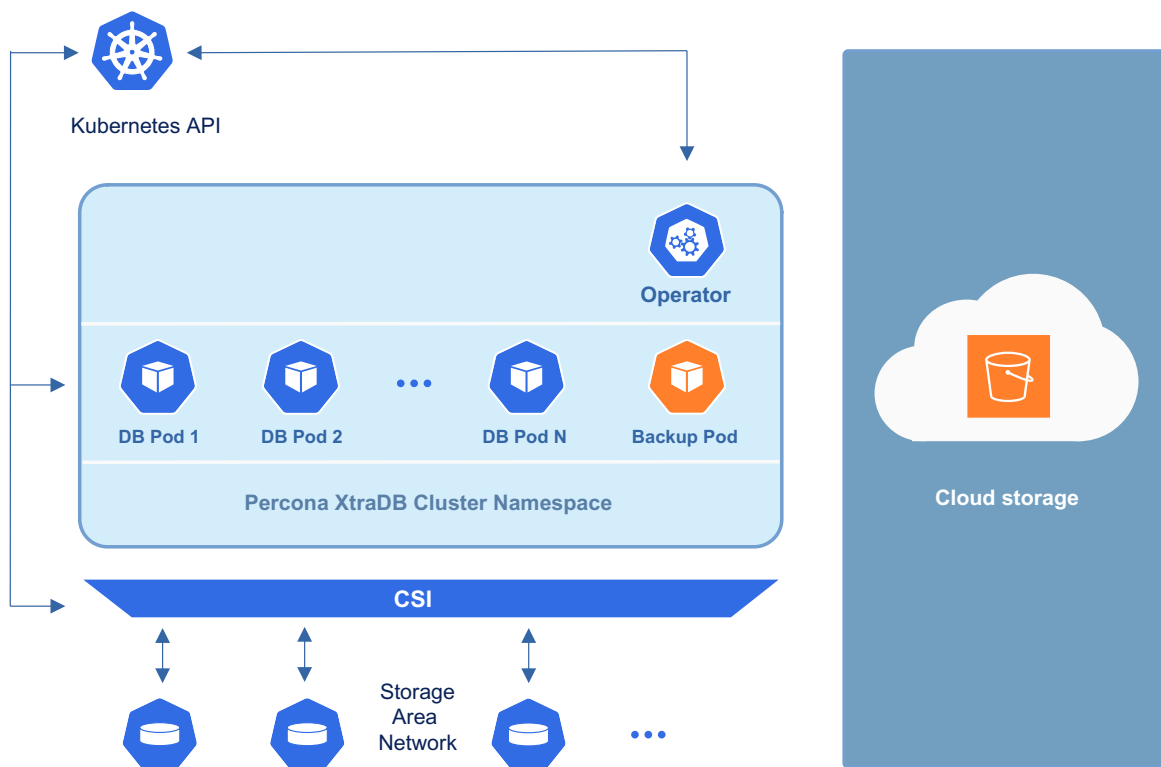 Kubernetes API
Operator
DB Pod 1
DB Pod 2
DB Pod N
Backup Pod
Percona XtraDB Cluster Namespace
Cloud storage
CSI
Storage
Area
Network